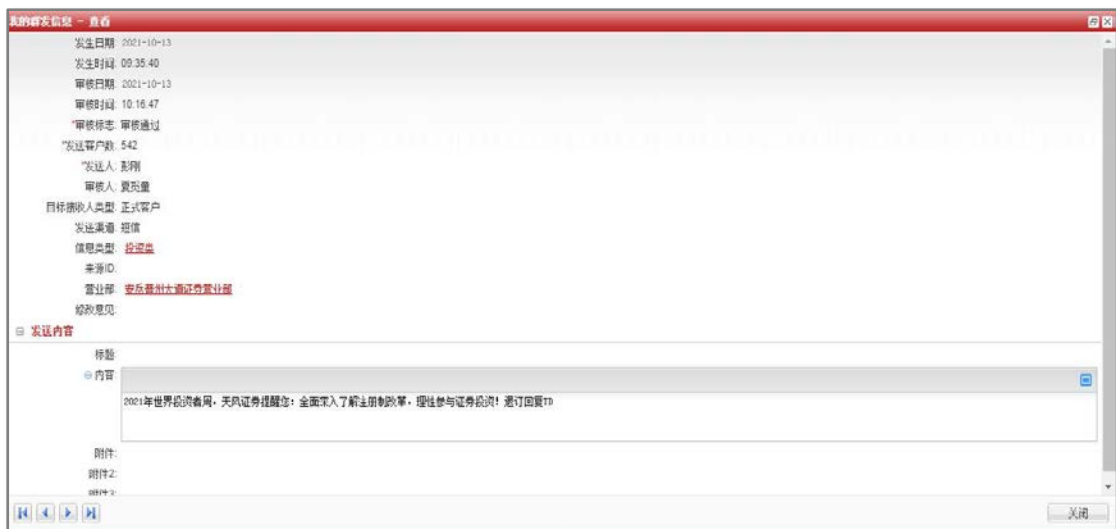 我的群发信息 - 查看
发生日期: 2021-10-13
发生时间: 09:35:40
审核日期: 2021-10-13
审核时间: 10:16:47
*审核标志: 审核通过
*发送客户数: 542
*发送人: 彭刚
审核人:
目标接收人类型: 正式客户
发送渠道: 短信
信息类型: 投资类
来源ID:
营业部: 安丘普州大道证券营业部
修改意见:
发送内容
标题:
内容:
2021年世界投资者周，天风证券提醒您：全面深入了解注册制改革，理性参与证券投资！退订回复TD
附件:
附件2:
附件3:
关闭